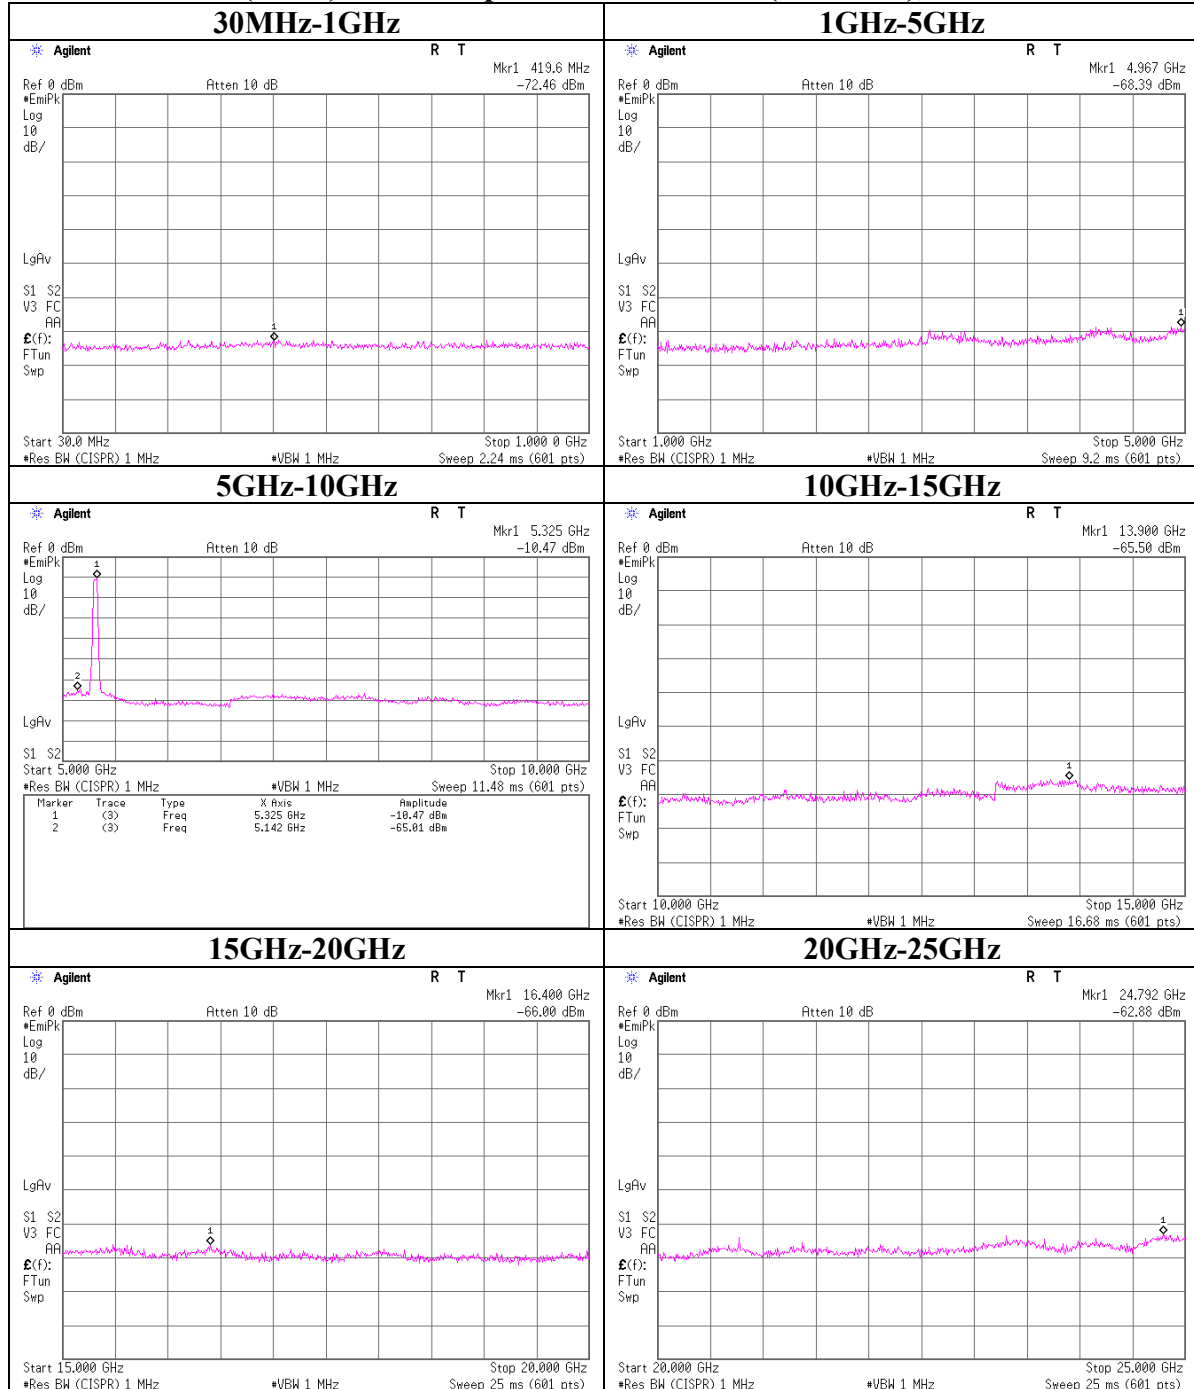 30MHz-1GHz
Agilent R T
Mkr1 419.6 MHz
Ref 0 dBm Atten 10 dB -72.46 dBm
#EmiPk
Log
10
dB/
1
LgAv
S1 S2
V3 FC
AA
£(f):
FTun
Swp
Start 30.0 MHz Stop 1.000 0 GHz
#Res BW (CISPR) 1 MHz #VBW 1 MHz Sweep 2.24 ms (601 pts)
1GHz-5GHz
Agilent R T
Mkr1 4.967 GHz
Ref 0 dBm Atten 10 dB -68.39 dBm
#EmiPk
Log
10
dB/
LgAv
S1 S2
1
V3 FC
AA
£(f):
FTun
Swp
Start 1.000 GHz Stop 5.000 GHz
#Res BW (CISPR) 1 MHz #VBW 1 MHz Sweep 9.2 ms (601 pts)
5GHz-10GHz
Agilent R T
Mkr1 5.325 GHz
Ref 0 dBm Atten 10 dB -10.47 dBm
#EmiPk
1
Log
10
dB/
2
LgAv
S1 S2
Start 5.000 GHz Stop 10.000 GHz
#Res BW (CISPR) 1 MHz #VBW 1 MHz Sweep 11.48 ms (601 pts)
Marker Trace Type X Axis Amplitude
1 (3) Freq 5.325 GHz -10.47 dBm
2 (3) Freq 5.142 GHz -65.01 dBm
10GHz-15GHz
Agilent R T
Mkr1 13.900 GHz
Ref 0 dBm Atten 10 dB -65.50 dBm
#EmiPk
Log
10
dB/
LgAv
S1 S2
V3 FC
1
AA
£(f):
FTun
Swp
Start 10.000 GHz Stop 15.000 GHz
#Res BW (CISPR) 1 MHz #VBW 1 MHz Sweep 16.68 ms (601 pts)
15GHz-20GHz
Agilent R T
Mkr1 16.400 GHz
Ref 0 dBm Atten 10 dB -66.00 dBm
#EmiPk
Log
10
dB/
LgAv
S1 S2
V3 FC
1
AA
£(f):
FTun
Swp
Start 15.000 GHz Stop 20.000 GHz
#Res BW (CISPR) 1 MHz #VBW 1 MHz Sweep 25 ms (601 pts)
20GHz-25GHz
Agilent R T
Mkr1 24.792 GHz
Ref 0 dBm Atten 10 dB -62.88 dBm
#EmiPk
Log
10
dB/
LgAv
S1 S2
1
V3 FC
AA
£(f):
FTun
Swp
Start 20.000 GHz Stop 25.000 GHz
#Res BW (CISPR) 1 MHz #VBW 1 MHz Sweep 25 ms (601 pts)